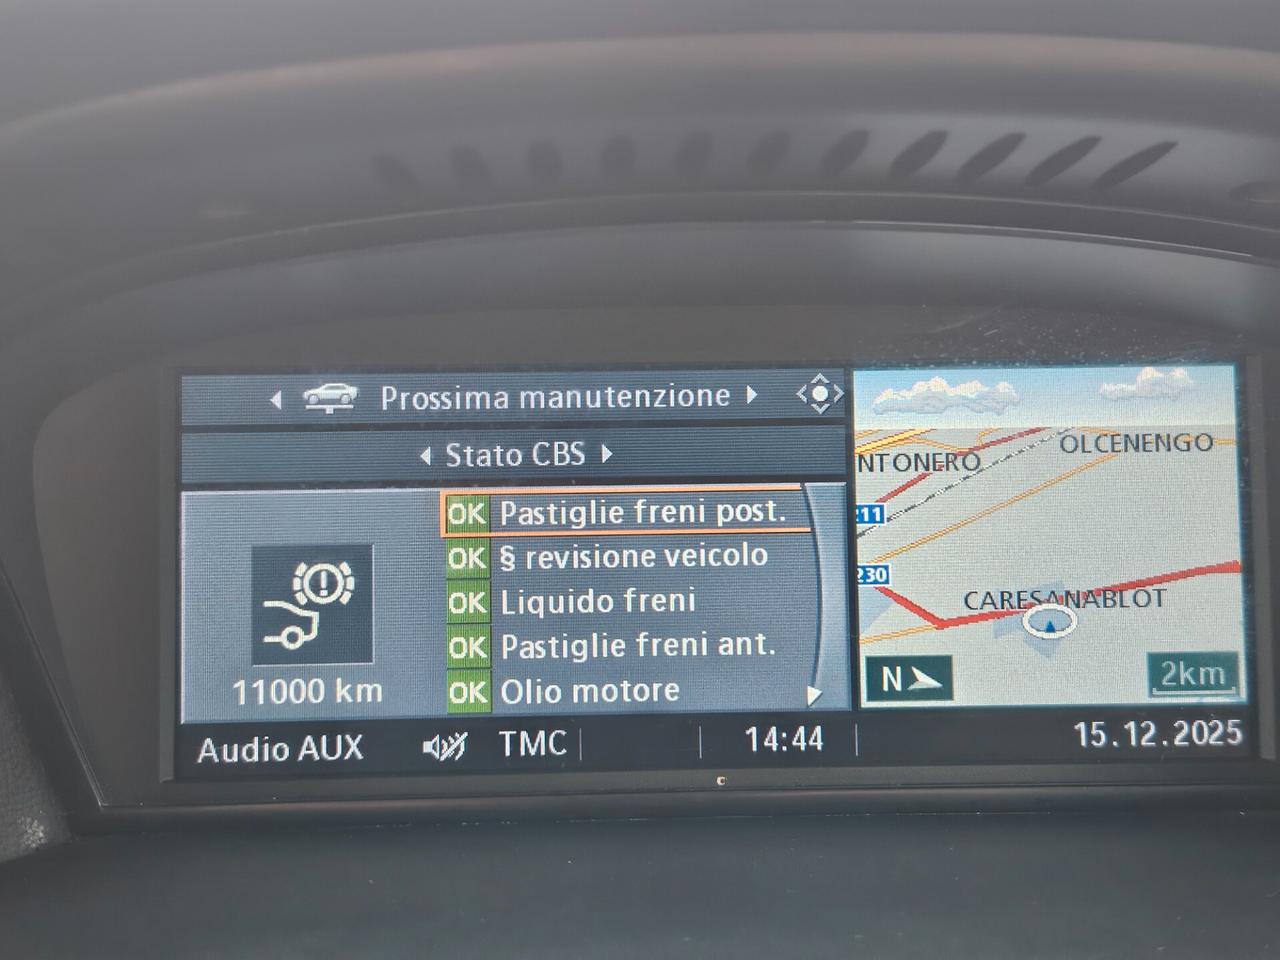 Prossima manutenzione
Stato CBS
OK Pastiglie freni post.
OK § revisione veicolo
OK Liquido freni
OK Pastiglie freni ant.
OK Olio motore
11000 km
NTONERO
OLCENENGO
11
230
CARESANABLOT
N
2km
Audio AUX
TMC
14:44
15.12.2025